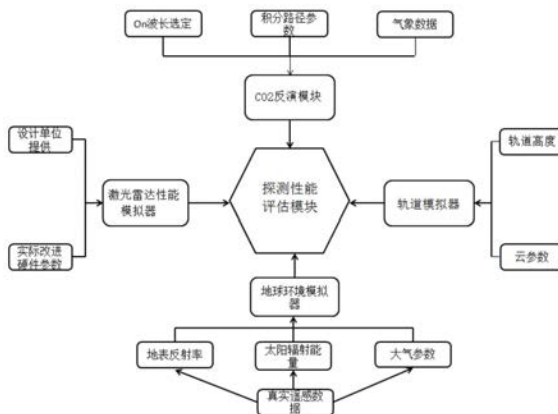 On波长选定
积分路径参
数
气象数据
CO2反演模块
设计单位
提供
轨道高度
激光雷达性能
模拟器
探测性能
评估模块
轨道模拟器
实际改进
硬件参数
云参数
地球环境模拟
器
地表反射率
太阳辐射能
量
大气参数
真实遥感数
据